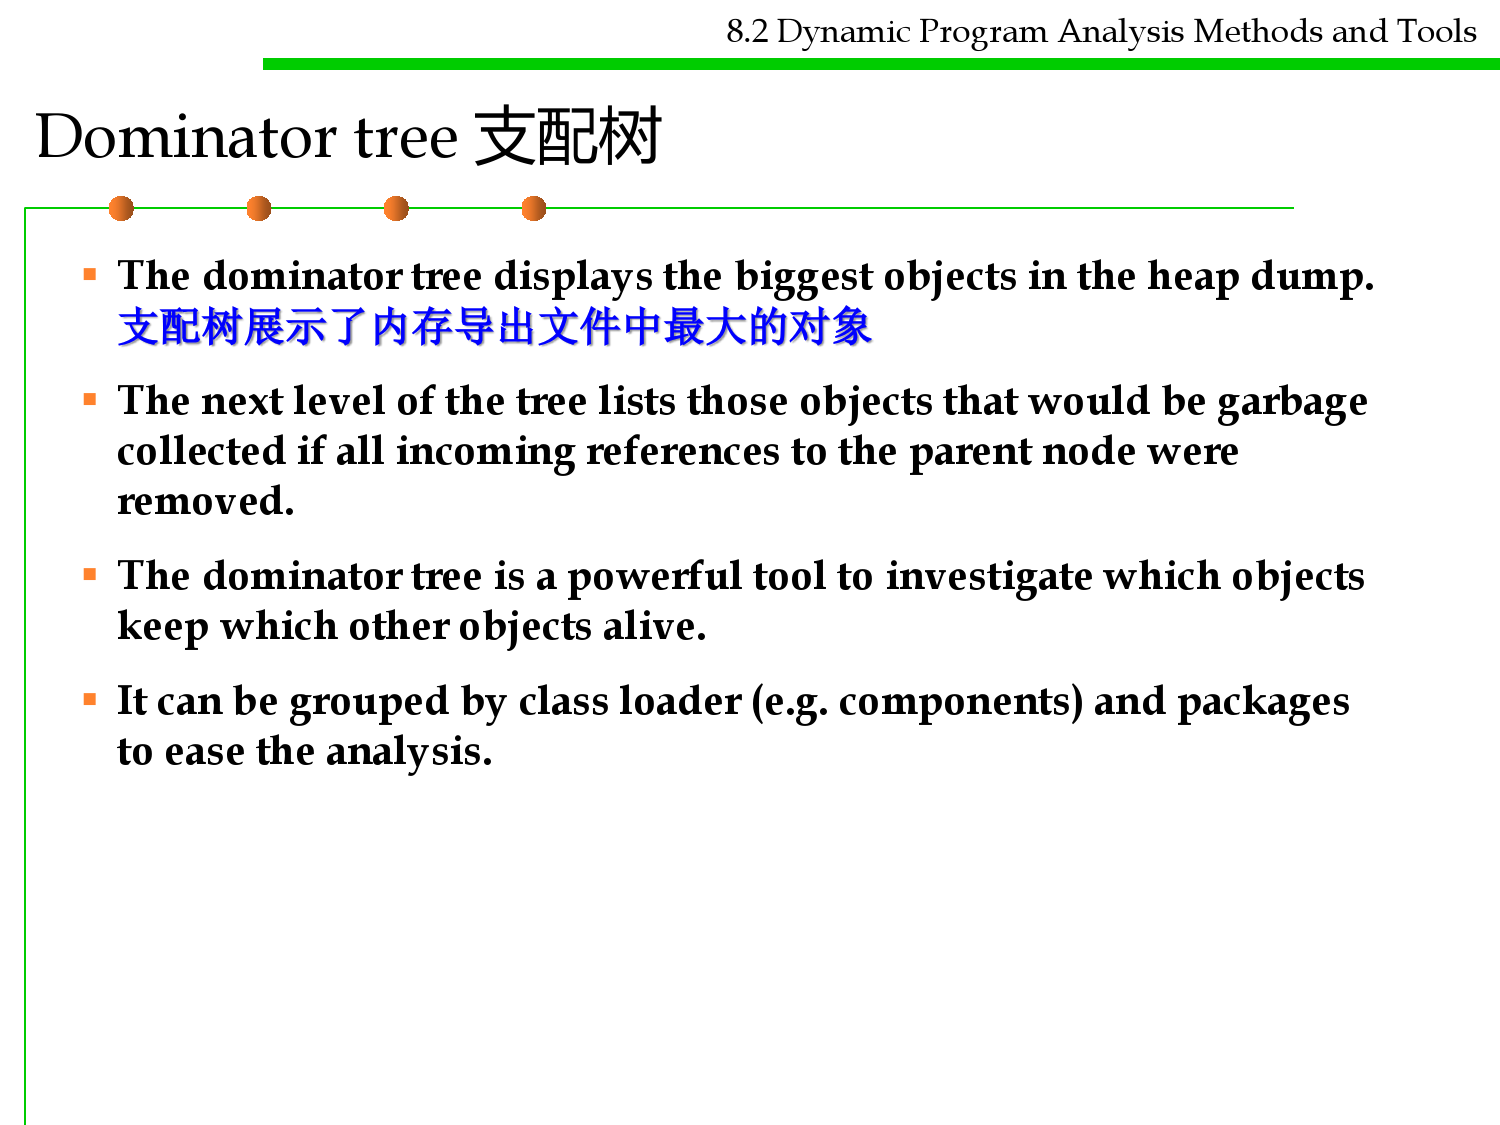 8.2 Dynamic Program Analysis Methods and Tools
Dominator tree 支配树
▪ The dominator tree displays the biggest objects in the heap dump.
支配树展示了内存导出文件中最大的对象
▪ The next level of the tree lists those objects that would be garbage
collected if all incoming references to the parent node were
removed.
▪ The dominator tree is a powerful tool to investigate which objects
keep which other objects alive.
▪ It can be grouped by class loader (e.g. components) and packages
to ease the analysis.